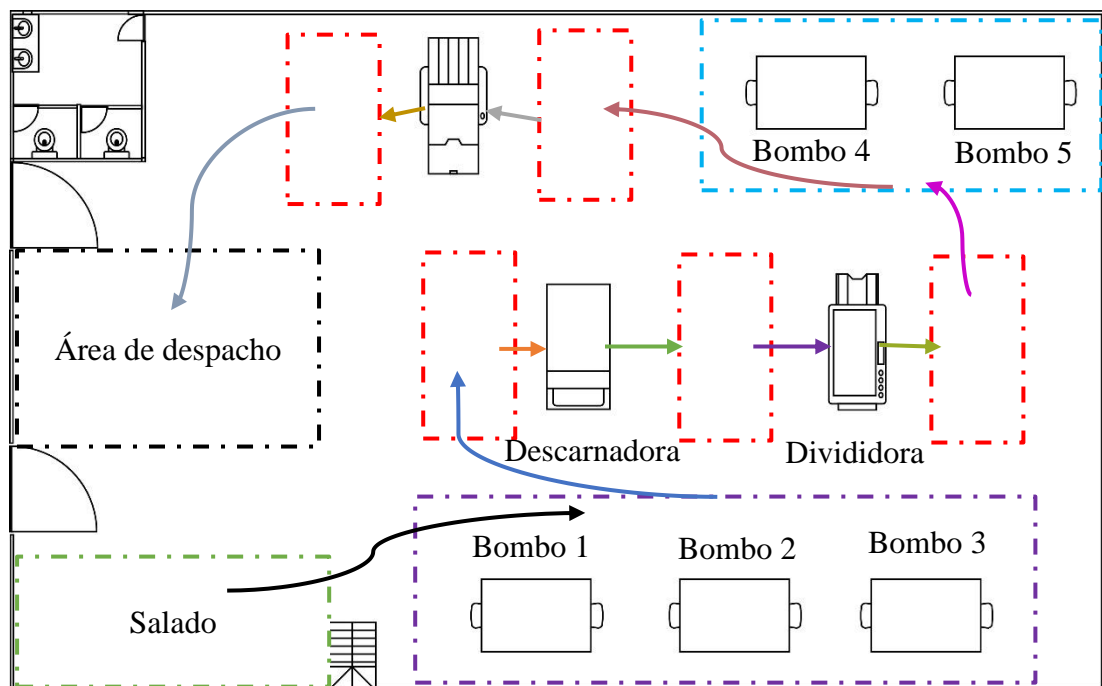 Bombo 4
Bombo 5
Área de despacho
Descarnadora
Divididora
Bombo 1
Bombo 2
Bombo 3
Salado